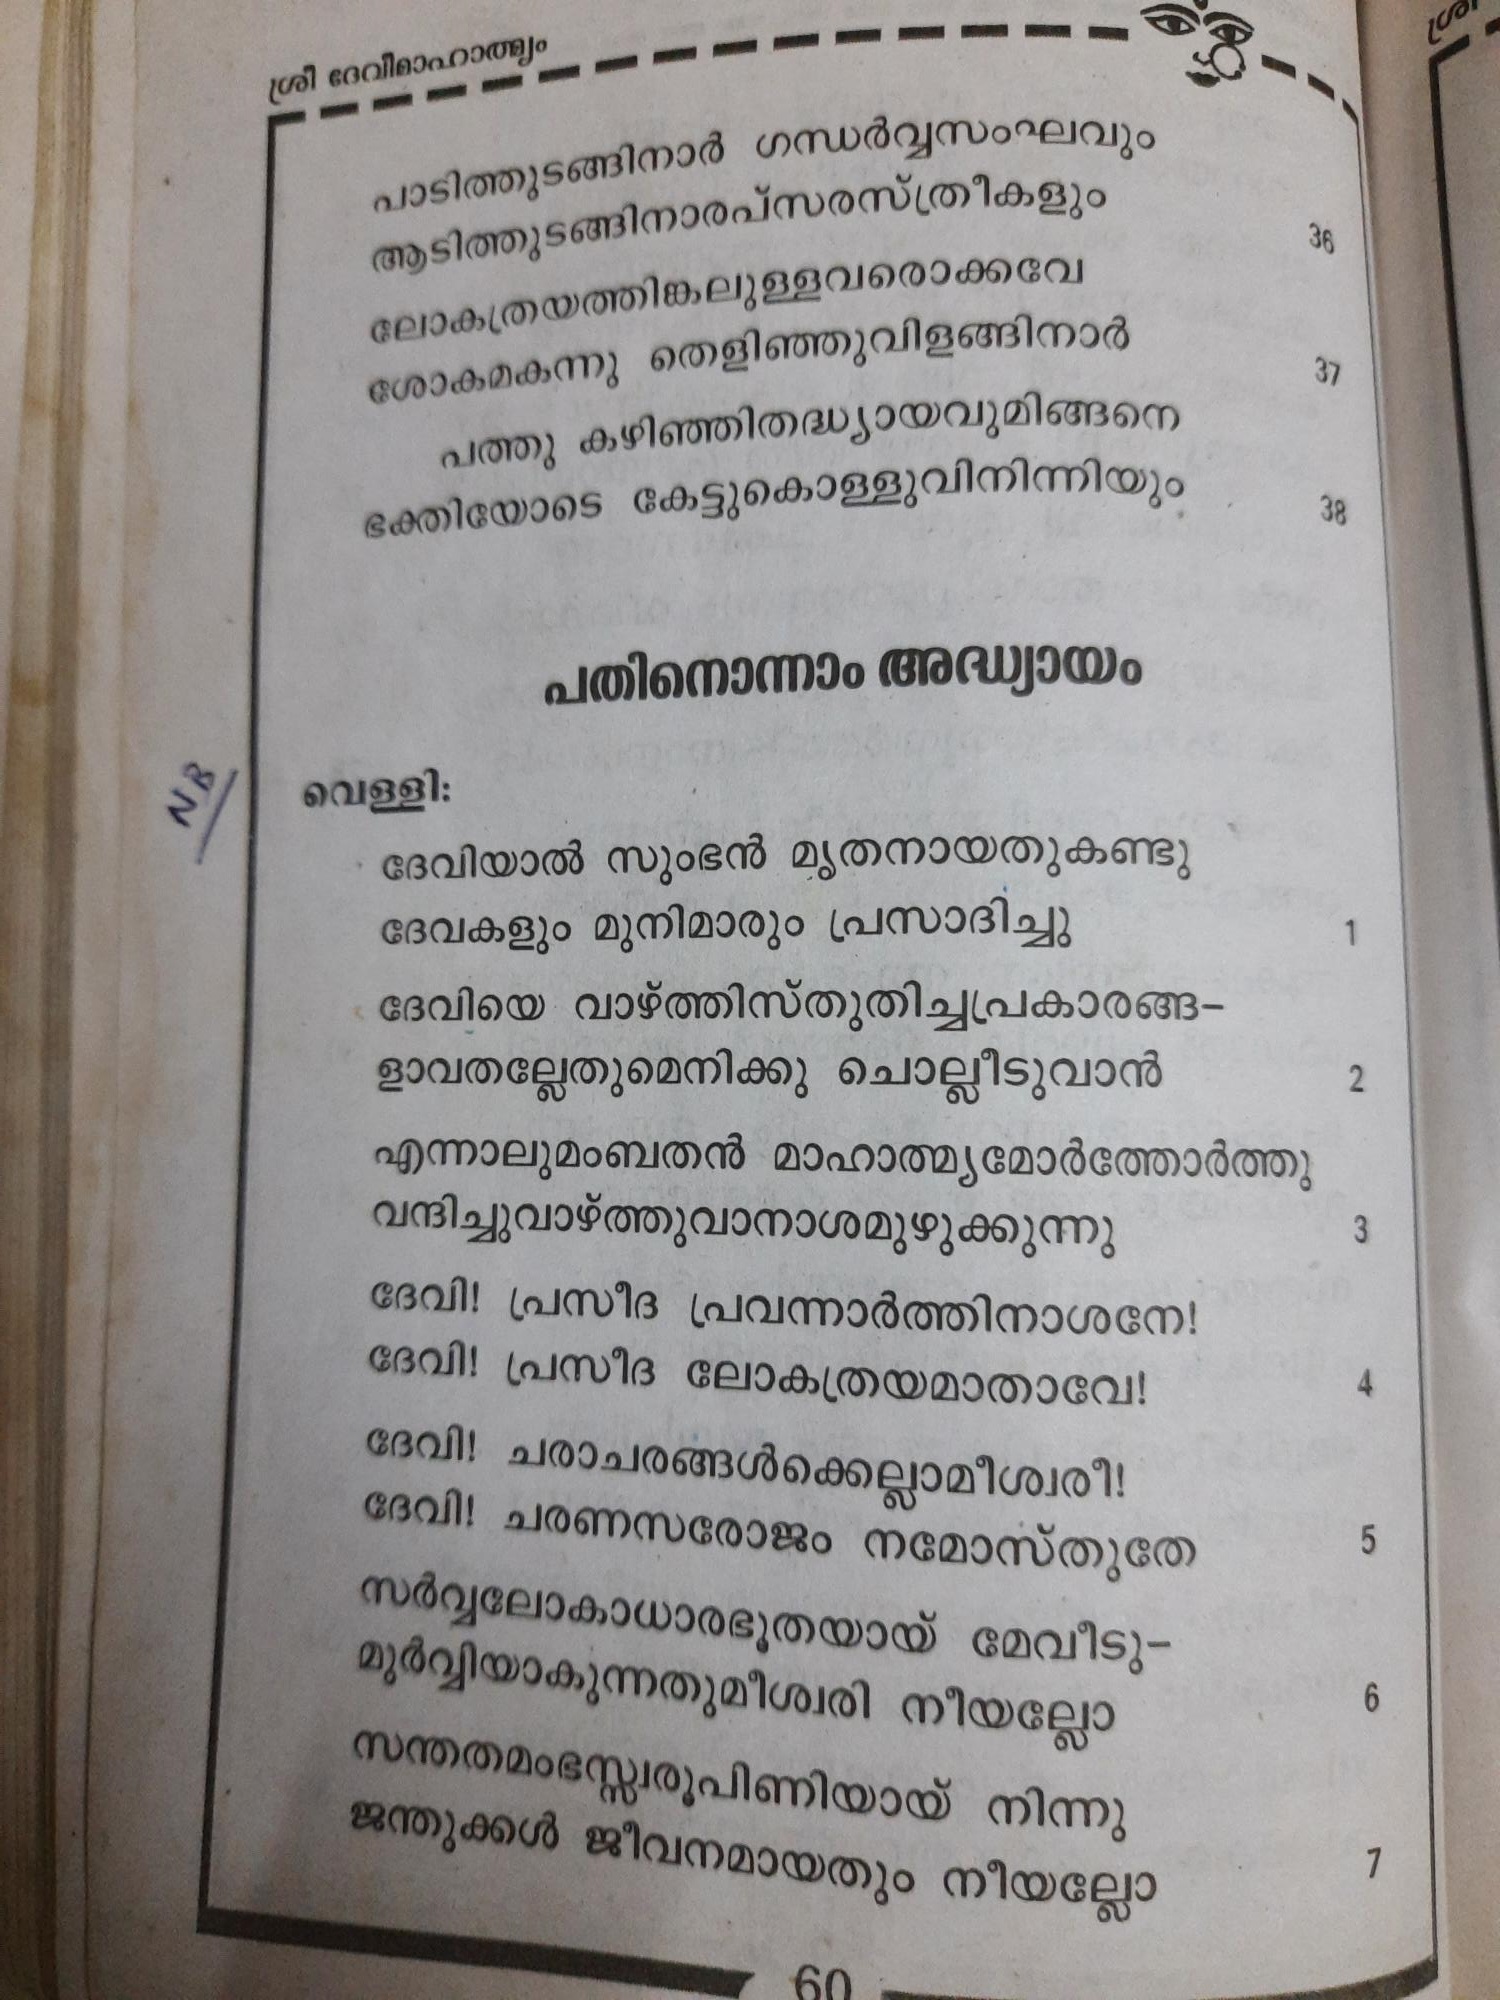 ശ്രീ ദേവീമാഹാത്മ്യം
പാടിത്തുടങ്ങിനാർ ഗന്ധർവ്വസംഘവും
ആടിത്തുടങ്ങിനാരപ്സരസ്ത്രീകളും 36
ലോകത്രയത്തിങ്കലുള്ളവരൊക്കവേ
ശോകമകന്നു തെളിഞ്ഞുവിളങ്ങിനാർ 37
പത്തു കഴിഞ്ഞിതദ്ധ്യായവുമിങ്ങനെ
ഭക്തിയോടെ കേട്ടുകൊള്ളുവിനിന്നിയും 38
പതിനൊന്നാം അദ്ധ്യായം
NB
വെള്ളി:
ദേവിയാൽ സുംഭൻ മൃതനായതുകണ്ടു
ദേവകളും മുനിമാരും പ്രസാദിച്ചു 1
ദേവിയെ വാഴ്ത്തിസ്തുതിച്ചപ്രകാരങ്ങ-
ളാവതല്ലേതുമെനിക്കു ചൊല്ലീടുവാൻ 2
എന്നാലുമംബതൻ മാഹാത്മ്യമോർത്തോർത്തു
വന്ദിച്ചുവാഴ്ത്തുവാനാശമുഴുക്കുന്നു 3
ദേവി! പ്രസീദ പ്രവന്നാർത്തിനാശനേ!
ദേവി! പ്രസീദ ലോകത്രയമാതാവേ! 4
ദേവി! ചരാചരങ്ങൾക്കെല്ലാമീശ്വരീ!
ദേവി! ചരണസരോജം നമോസ്തുതേ 5
സർവ്വലോകാധാരഭൂതയായ് മേവീടു-
മുർവ്വിയാകുന്നതുമീശ്വരി നീയല്ലോ 6
സന്തതമംഭസ്സ്വരൂപിണിയായ് നിന്നു
ജന്തുക്കൾ ജീവനമായതും നീയല്ലോ 7
60